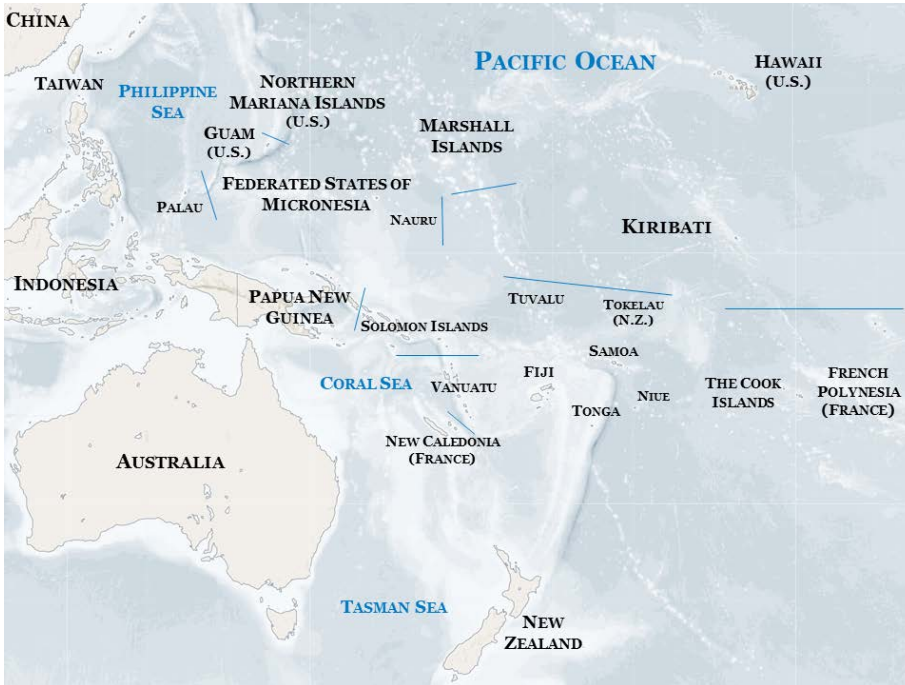 CHINA
TAIWAN
PHILIPPINE
SEA
NORTHERN
MARIANA ISLANDS
(U.S.)
PACIFIC OCEAN
HAWAII
(U.S.)
GUAM
(U.S.)
MARSHALL
ISLANDS
PALAU
FEDERATED STATES OF
MICRONESIA
NAURU
KIRIBATI
INDONESIA
PAPUA NEW
GUINEA
SOLOMON ISLANDS
TUVALU
TOKELAU
(N.Z.)
SAMOA
CORAL SEA
VANUATU
FIJI
TONGA
NIUE
THE COOK
ISLANDS
FRENCH
POLYNESIA
(FRANCE)
NEW CALEDONIA
(FRANCE)
AUSTRALIA
TASMAN SEA
NEW
ZEALAND